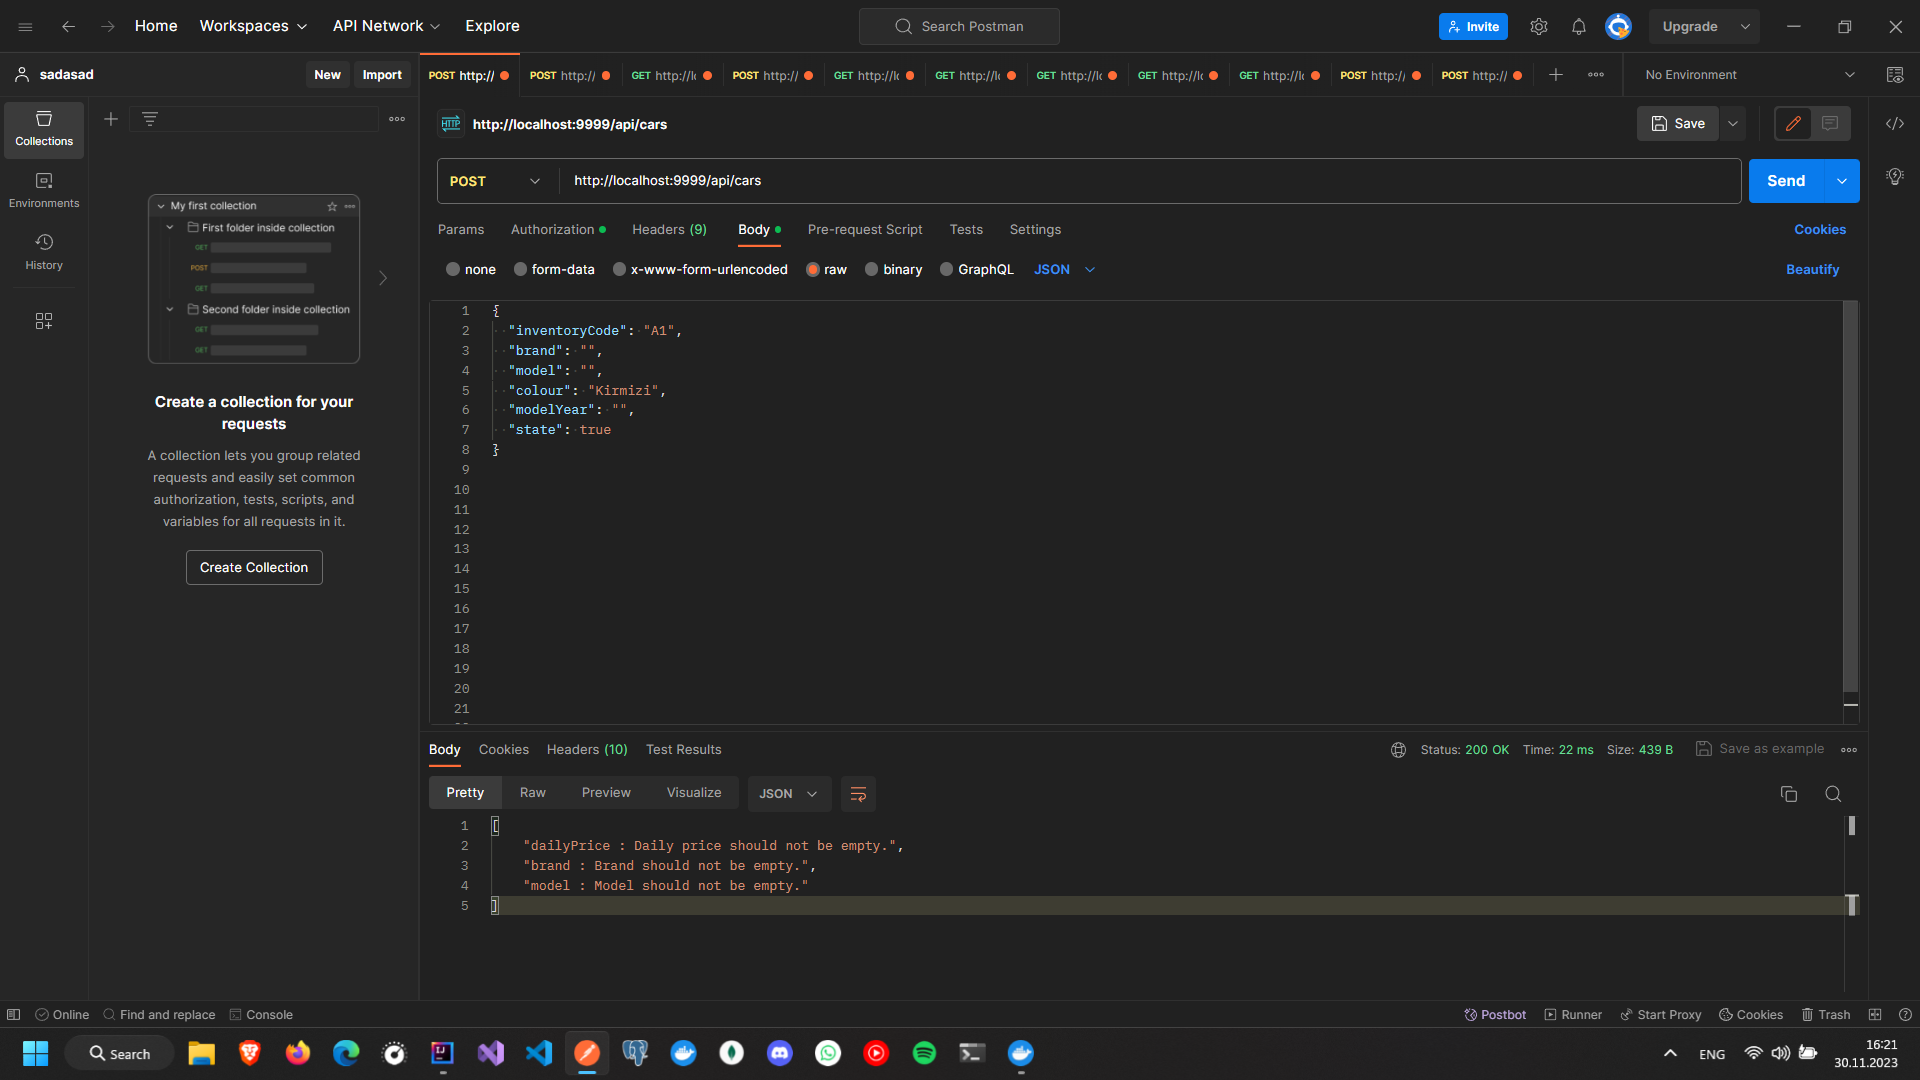 Home Workspaces API Network Explore Search Postman Invite Upgrade
sadasad New Import
POST http:// POST http:/ GET http://l POST http:/ GET http://l GET http://l GET http://l GET http://l GET http://l POST http:/ POST http:/ No Environment
Collections
Environments
History
My first collection
First folder inside collection
GET
POST
GET
Second folder inside collection
GET
GET
Create a collection for your
requests
A collection lets you group related
requests and easily set common
authorization, tests, scripts, and
variables for all requests in it.
Create Collection
HTTP http://localhost:9999/api/cars Save
POST http://localhost:9999/api/cars Send
Params Authorization Headers (9) Body Pre-request Script Tests Settings Cookies
none form-data x-www-form-urlencoded raw binary GraphQL JSON Beautify
1 {
2 "inventoryCode": "A1",
3 "brand": "",
4 "model": "",
5 "colour": "Kirmizi",
6 "modelYear": "",
7 "state": true
8 }
9
10
11
12
13
14
15
16
17
18
19
20
21
Body Cookies Headers (10) Test Results Status: 200 OK Time: 22 ms Size: 439 B Save as example
Pretty Raw Preview Visualize JSON
1 [
2 "dailyPrice : Daily price should not be empty.",
3 "brand : Brand should not be empty.",
4 "model : Model should not be empty."
5 ]
Online Find and replace Console Postbot Runner Start Proxy Cookies Trash
Search ENG 16:21
30.11.2023